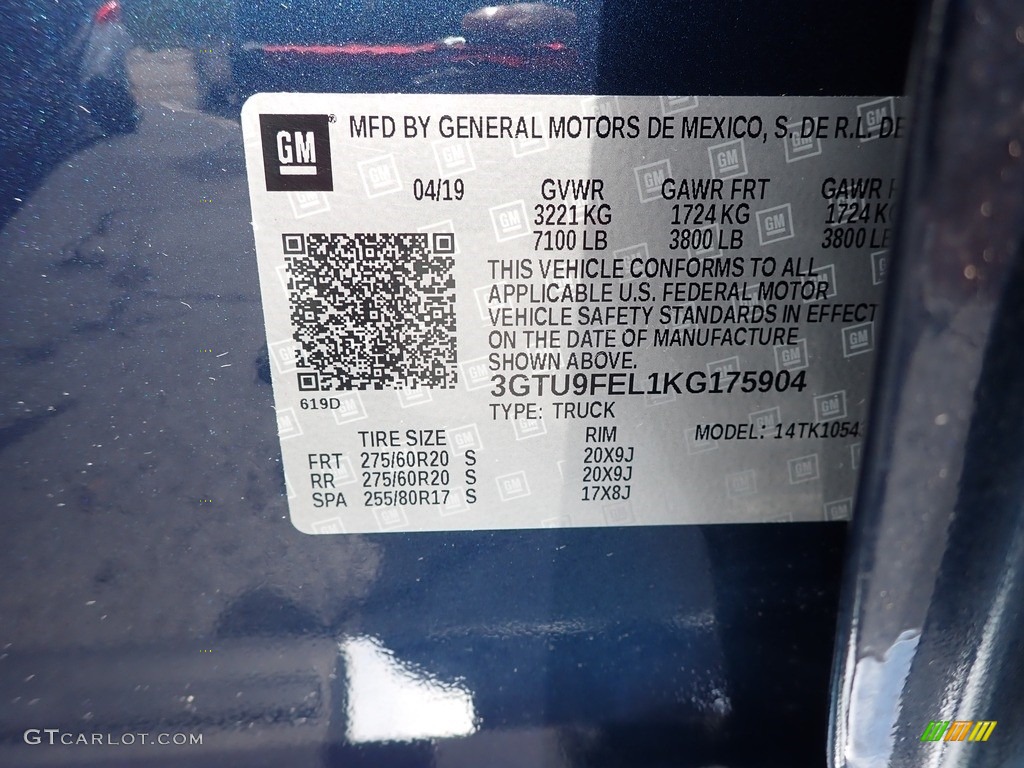 GM® MFD BY GENERAL MOTORS DE MEXICO, S. DE R.L. DE
04/19 GVWR GAWR FRT GAWR
3221 KG 1724 KG 1724 KG
7100 LB 3800 LB 3800 LB
THIS VEHICLE CONFORMS TO ALL
APPLICABLE U.S. FEDERAL MOTOR
VEHICLE SAFETY STANDARDS IN EFFECT
ON THE DATE OF MANUFACTURE
SHOWN ABOVE.
3GTU9FEL1KG175904
619D
TYPE: TRUCK
TIRE SIZE RIM MODEL: 14TK1054
FRT 275/60R20 S 20X9J
RR 275/60R20 S 20X9J
SPA 255/80R17 S 17X8J
GTCARLOT.COM